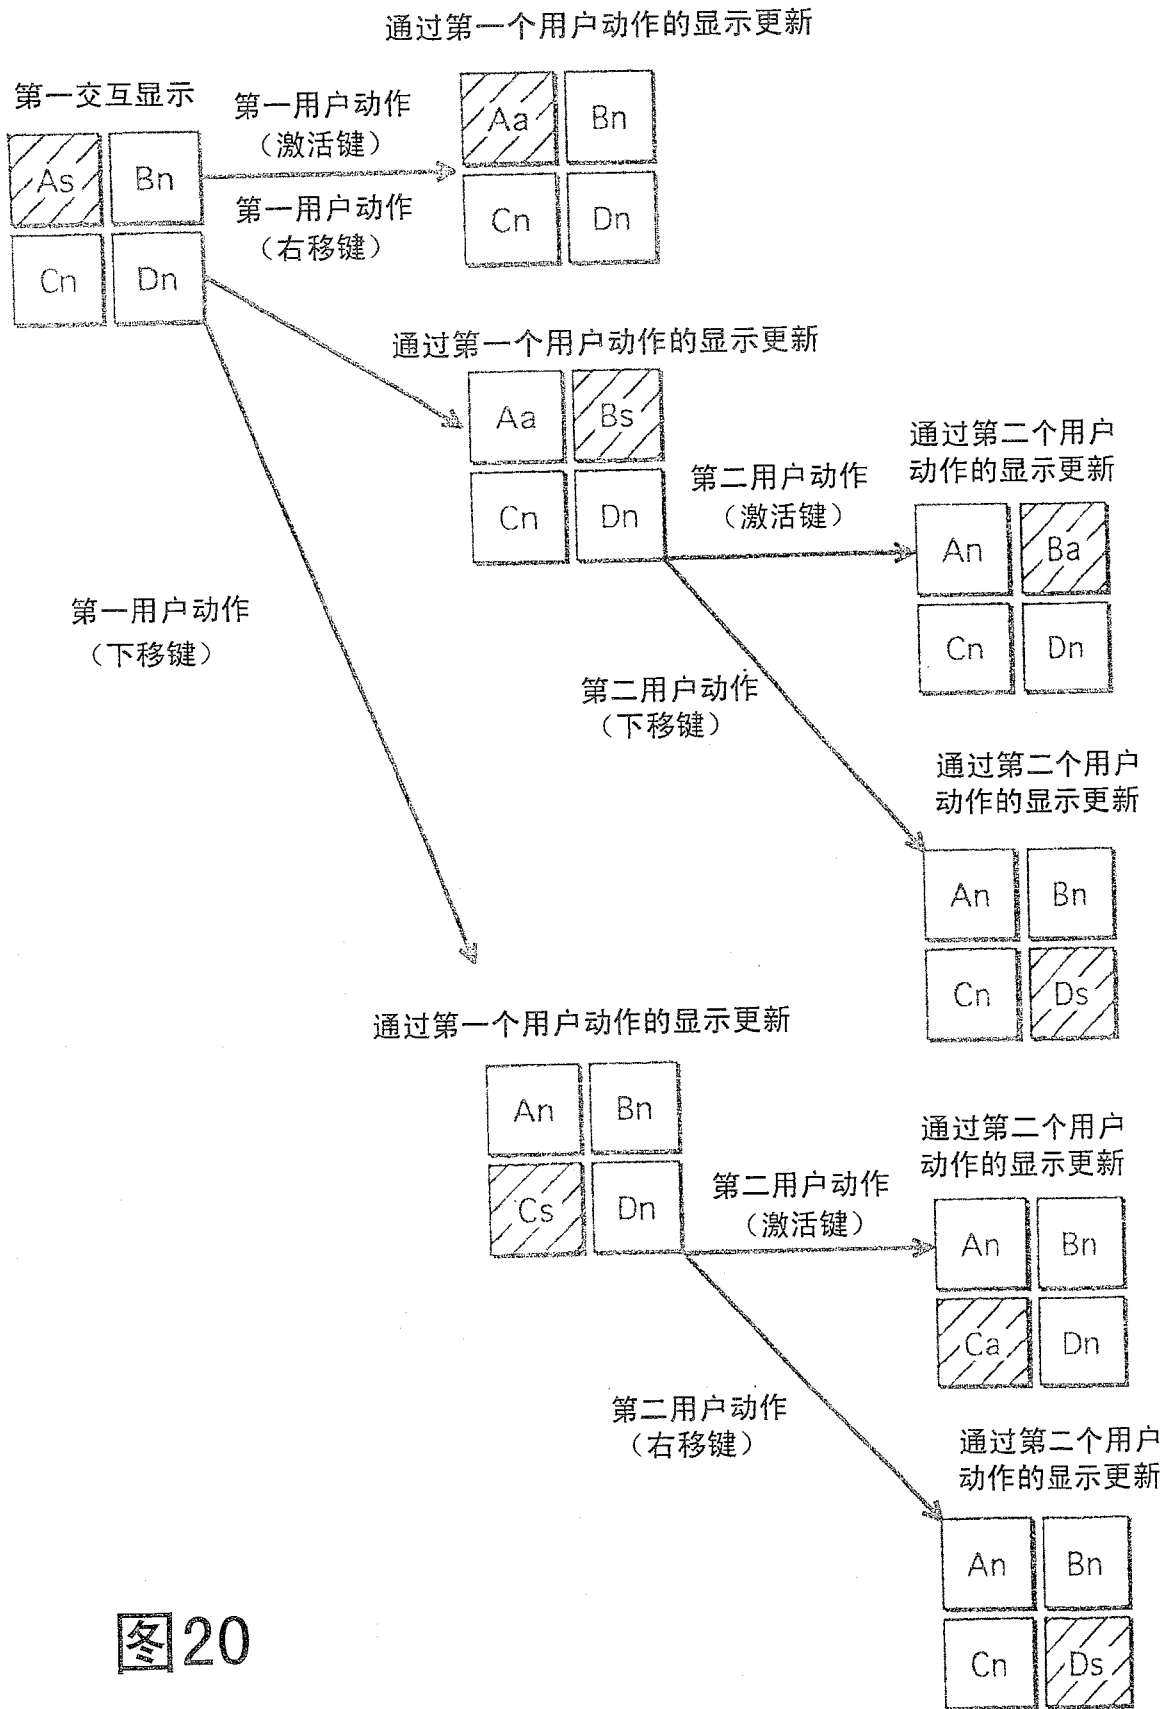 通过第一个用户动作的显示更新
第一交互显示
第一用户动作
（激活键）
第一用户动作
（右移键）
As Bn
Cn Dn
Aa Bn
Cn Dn
通过第一个用户动作的显示更新
Aa Bs
Cn Dn
第二用户动作
（激活键）
通过第二个用户
动作的显示更新
An Ba
Cn Dn
第一用户动作
（下移键）
第二用户动作
（下移键）
通过第二个用户
动作的显示更新
An Bn
Cn Ds
通过第一个用户动作的显示更新
An Bn
Cs Dn
第二用户动作
（激活键）
通过第二个用户
动作的显示更新
An Bn
Ca Dn
第二用户动作
（右移键）
通过第二个用户
动作的显示更新
An Bn
Cn Ds
图20